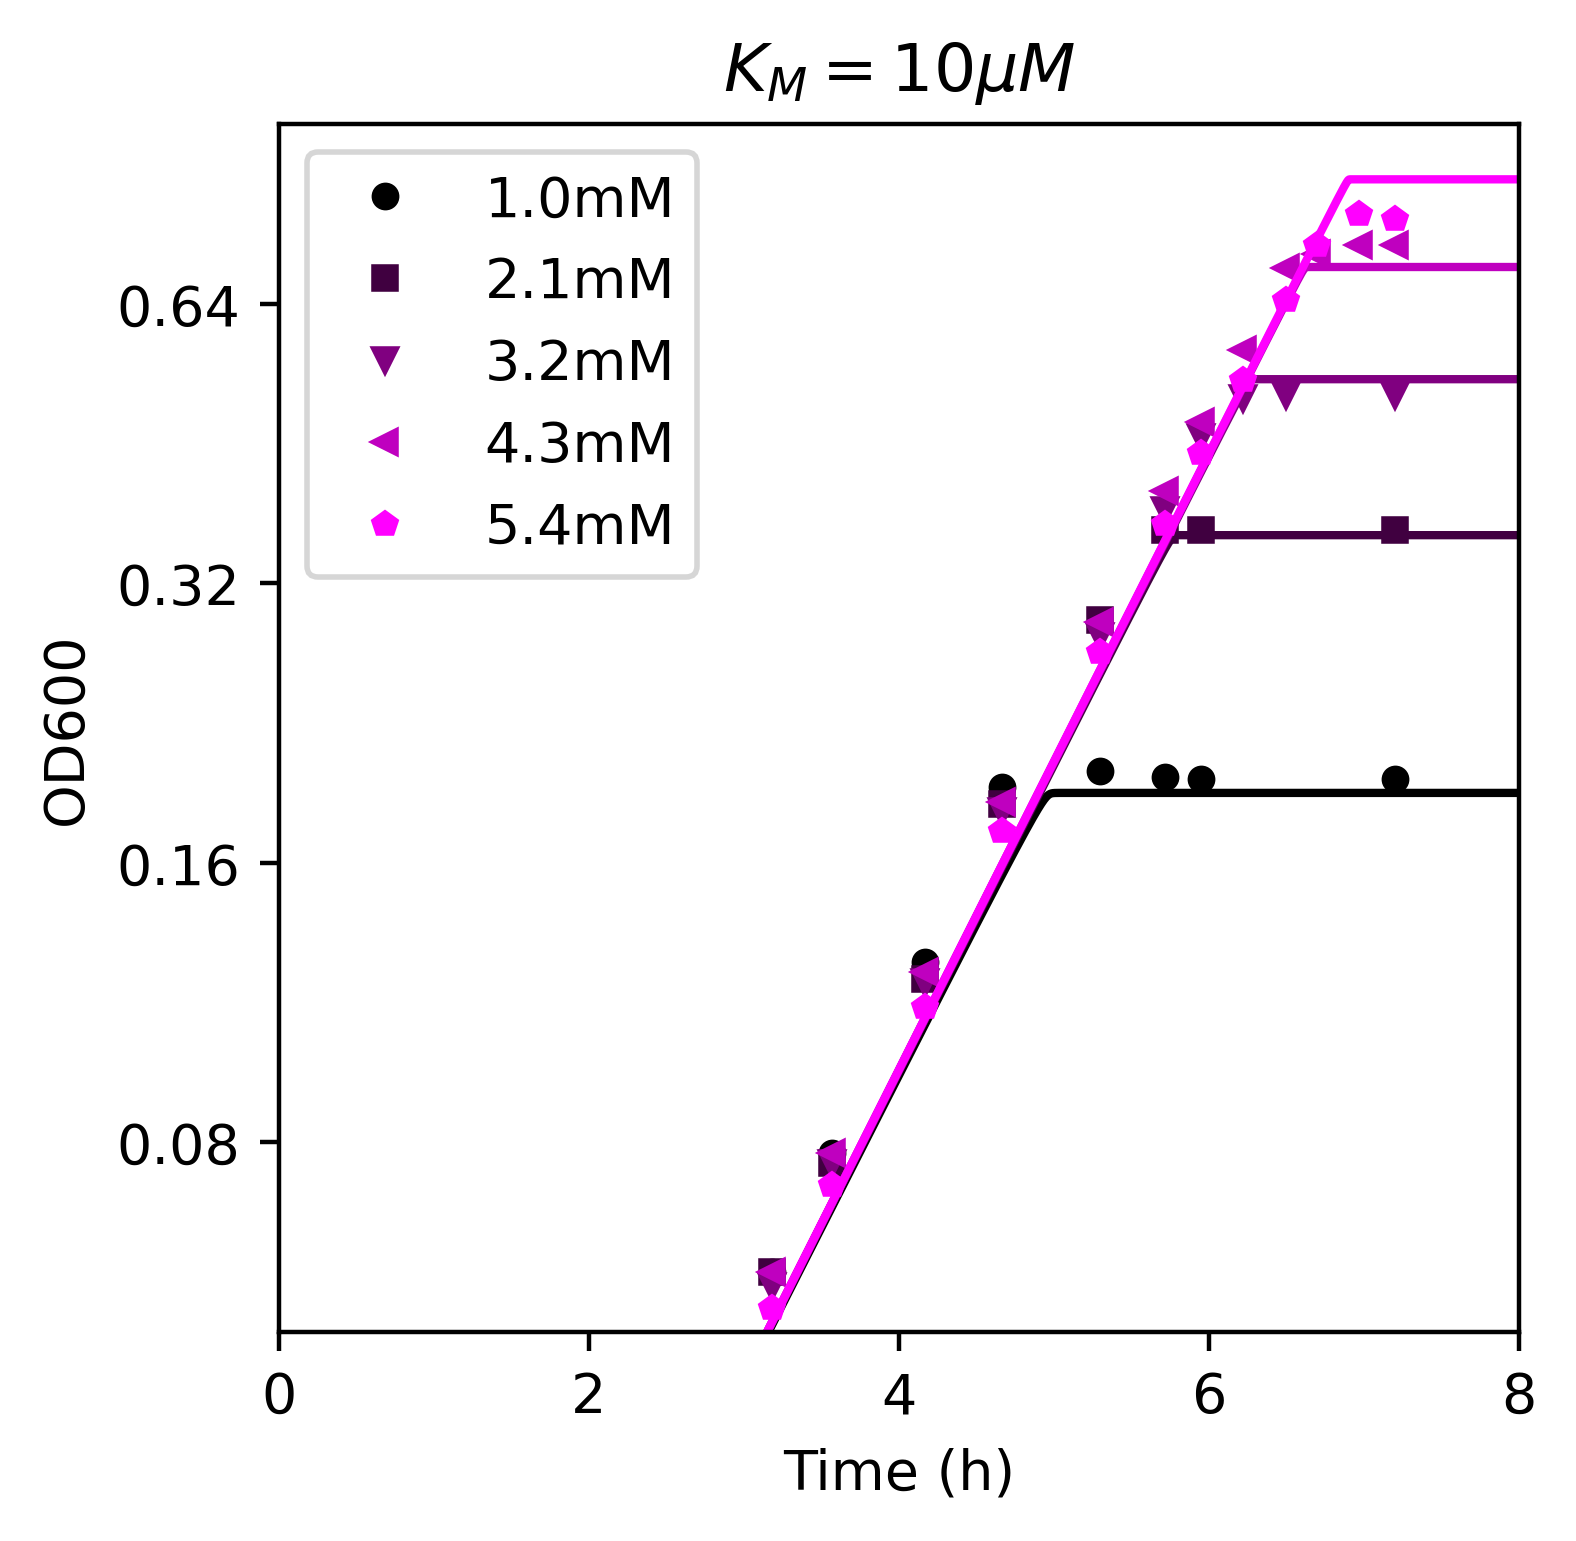 K_M = 10μM
1.0mM
2.1mM
3.2mM
4.3mM
5.4mM
OD600
0.64
0.32
0.16
0.08
0 2 4 6 8
Time (h)